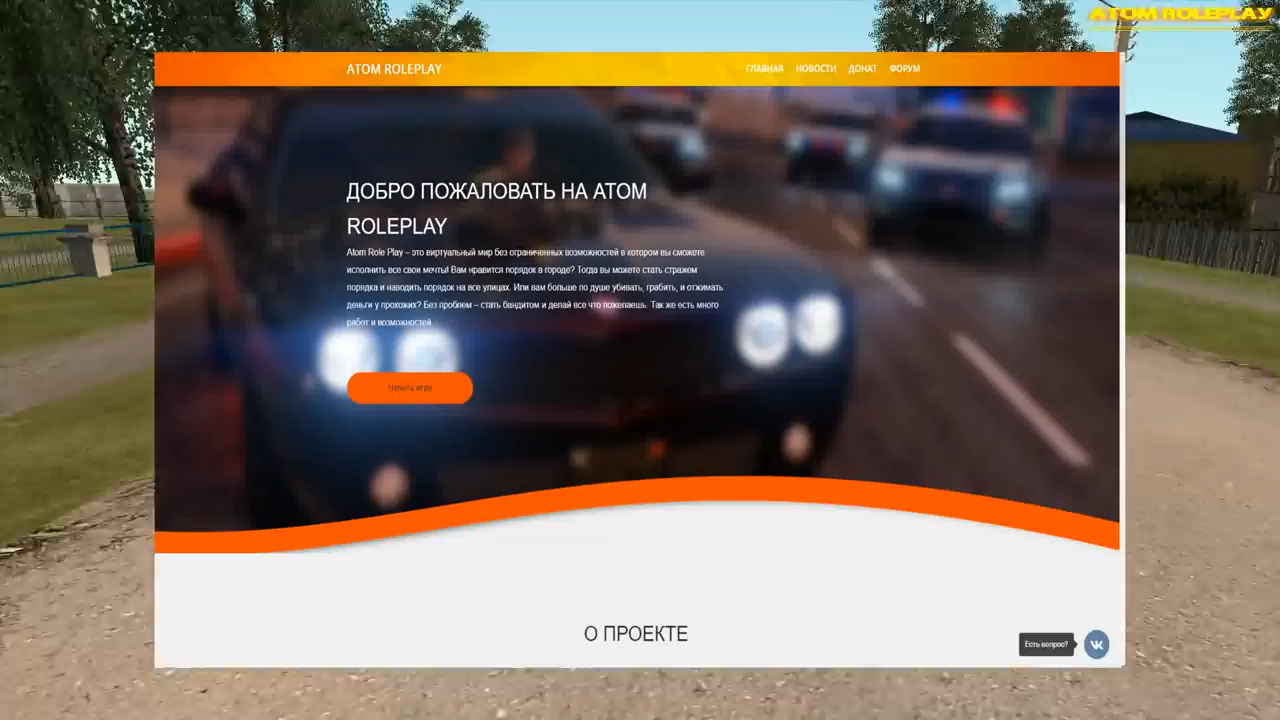 ATOM ROLEPLAY
ATOM ROLEPLAY
ГЛАВНАЯ НОВОСТИ ДОНАТ ФОРУМ
ДОБРО ПОЖАЛОВАТЬ НА ATOM
ROLEPLAY
Atom Role Play – это виртуальный мир без ограниченных возможностей в котором вы сможете
исполнить все свои мечты! Вам нравится порядок в городе? Тогда вы можете стать стражем
порядка и наводить порядок на все улицах. Или вам больше по душе убивать, грабить, и отжимать
деньги у прохожих? Без проблем – стать бандитом и делай все что пожелаешь. Так же есть много
работ и возможностей
Начать игру
О ПРОЕКТЕ
Есть вопрос?